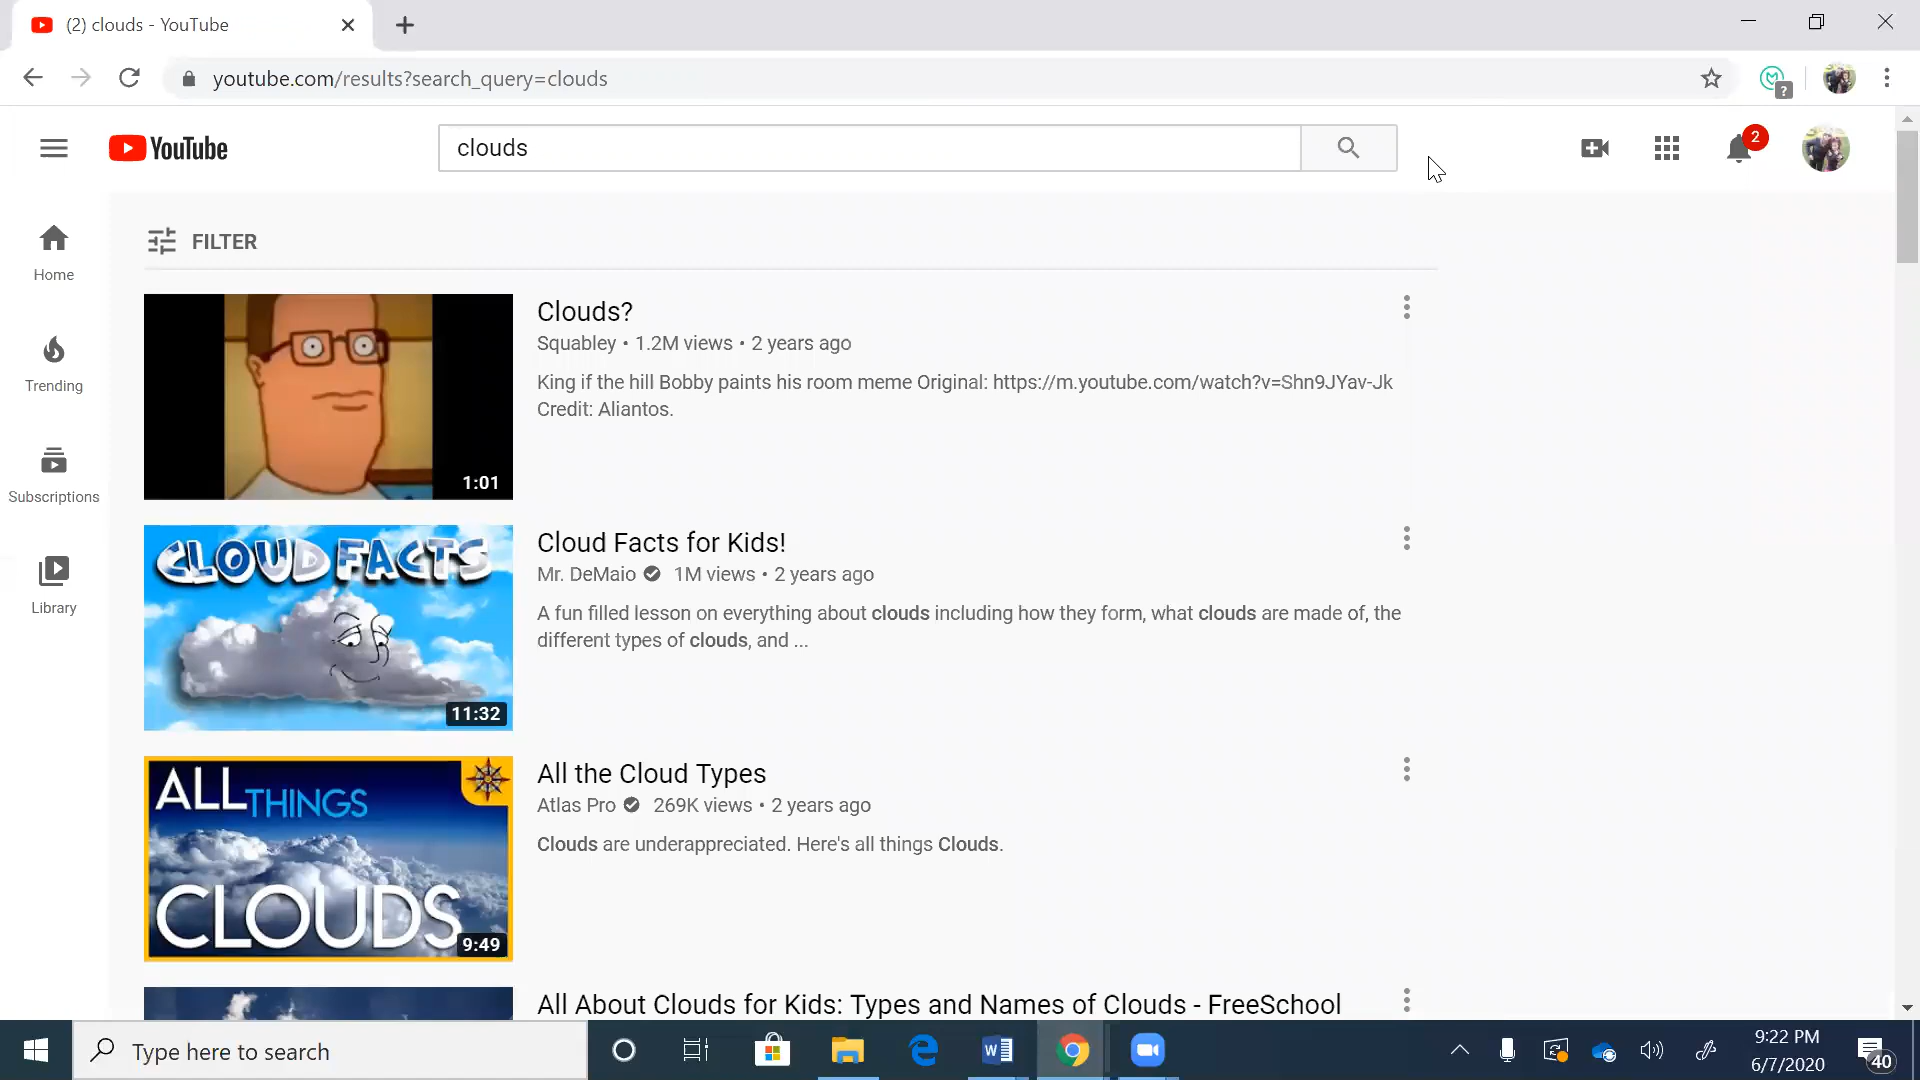 (2) clouds - YouTube
youtube.com/results?search_query=clouds
?
YouTube
clouds
2
FILTER
Home
Trending
Subscriptions
Library
1:01
Clouds?
Squabley • 1.2M views • 2 years ago
King if the hill Bobby paints his room meme Original: https://m.youtube.com/watch?v=Shn9JYav-Jk
Credit: Aliantos.
CLOUD FACTS
11:32
Cloud Facts for Kids!
Mr. DeMaio 1M views • 2 years ago
A fun filled lesson on everything about clouds including how they form, what clouds are made of, the
different types of clouds, and ...
ALL THINGS
CLOUDS
9:49
All the Cloud Types
Atlas Pro 269K views • 2 years ago
Clouds are underappreciated. Here's all things Clouds.
All About Clouds for Kids: Types and Names of Clouds - FreeSchool
Type here to search
9:22 PM
6/7/2020
40